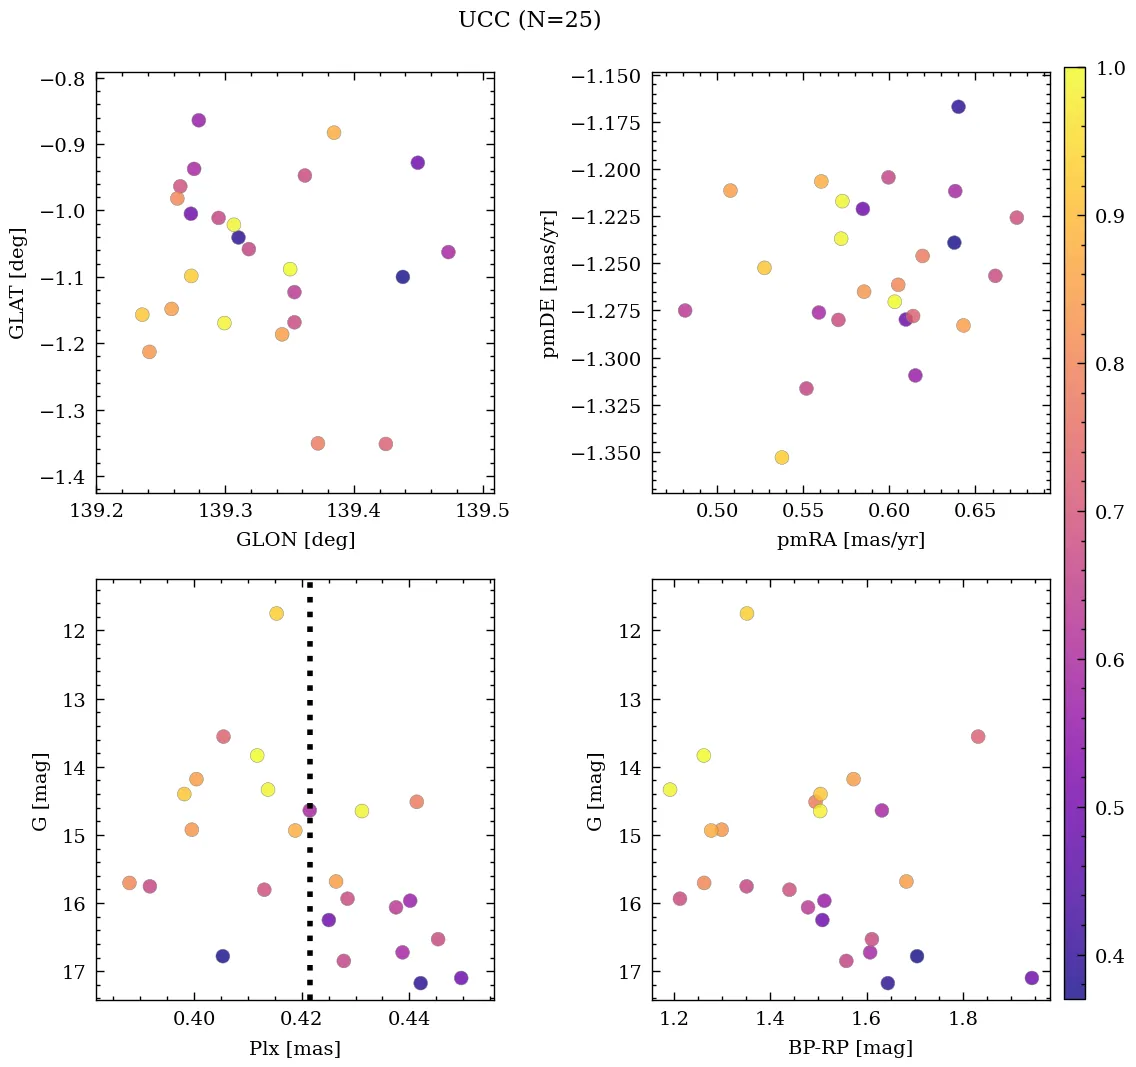 UCC (N=25)
−0.8
−0.9
−1.0
−1.1
−1.2
−1.3
−1.4
GLAT [deg]
139.2 139.3 139.4 139.5
GLON [deg]
−1.150
−1.175
−1.200
−1.225
−1.250
−1.275
−1.300
−1.325
−1.350
pmDE [mas/yr]
0.50 0.55 0.60 0.65
pmRA [mas/yr]
12
13
14
15
16
17
G [mag]
0.40 0.42 0.44
Plx [mas]
12
13
14
15
16
17
G [mag]
1.2 1.4 1.6 1.8
BP-RP [mag]
1.0
0.9
0.8
0.7
0.6
0.5
0.4